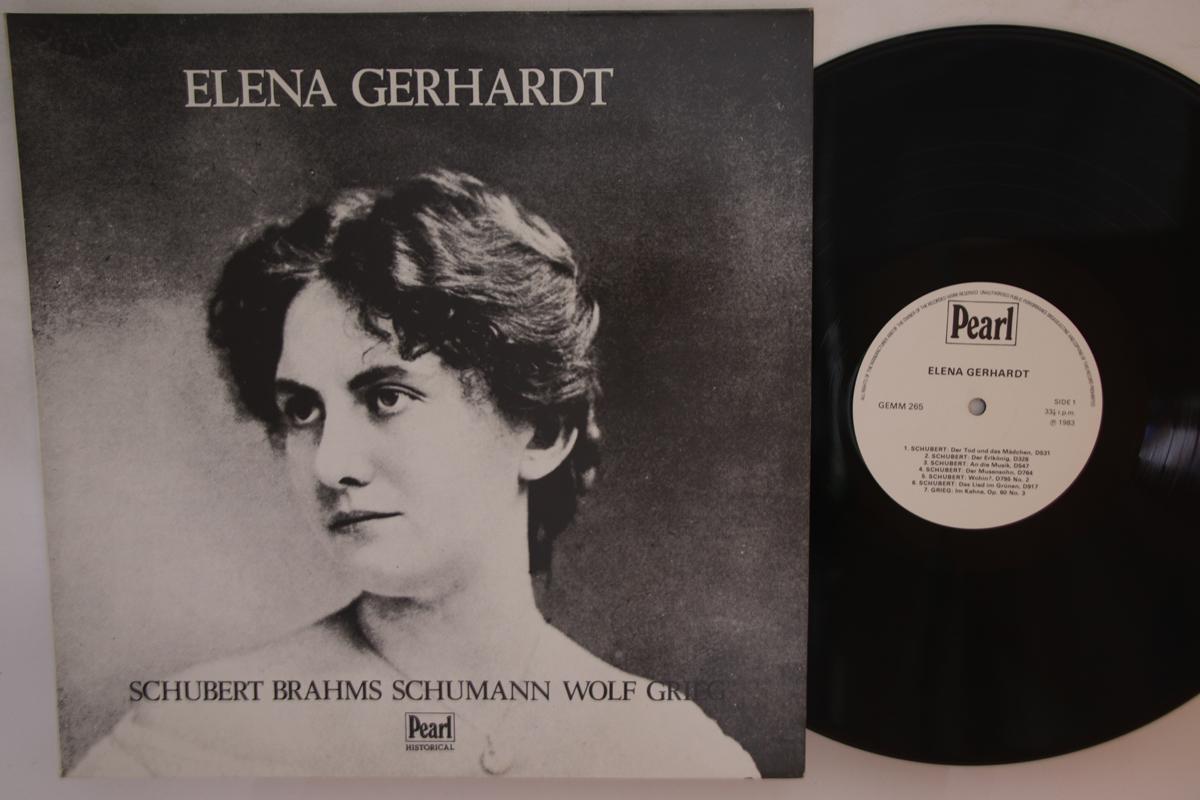 ELENA GERHARDT
SCHUBERT BRAHMS SCHUMANN WOLF GRIEG
Pearl
HISTORICAL
Pearl
ELENA GERHARDT
GEMM 265
SIDE 1
33⅓ r.p.m.
℗ 1983
1. SCHUBERT: Der Tod und das Mädchen, D531
2. SCHUBERT: Der Erlkönig, D328
3. SCHUBERT: An die Musik, D547
4. SCHUBERT: Der Musensohn, D764
5. SCHUBERT: Wohin?, D795 No. 2
6. SCHUBERT: Das Lied im Grünen, D917
7. GRIEG: Im Kahne, Op. 60 No. 3